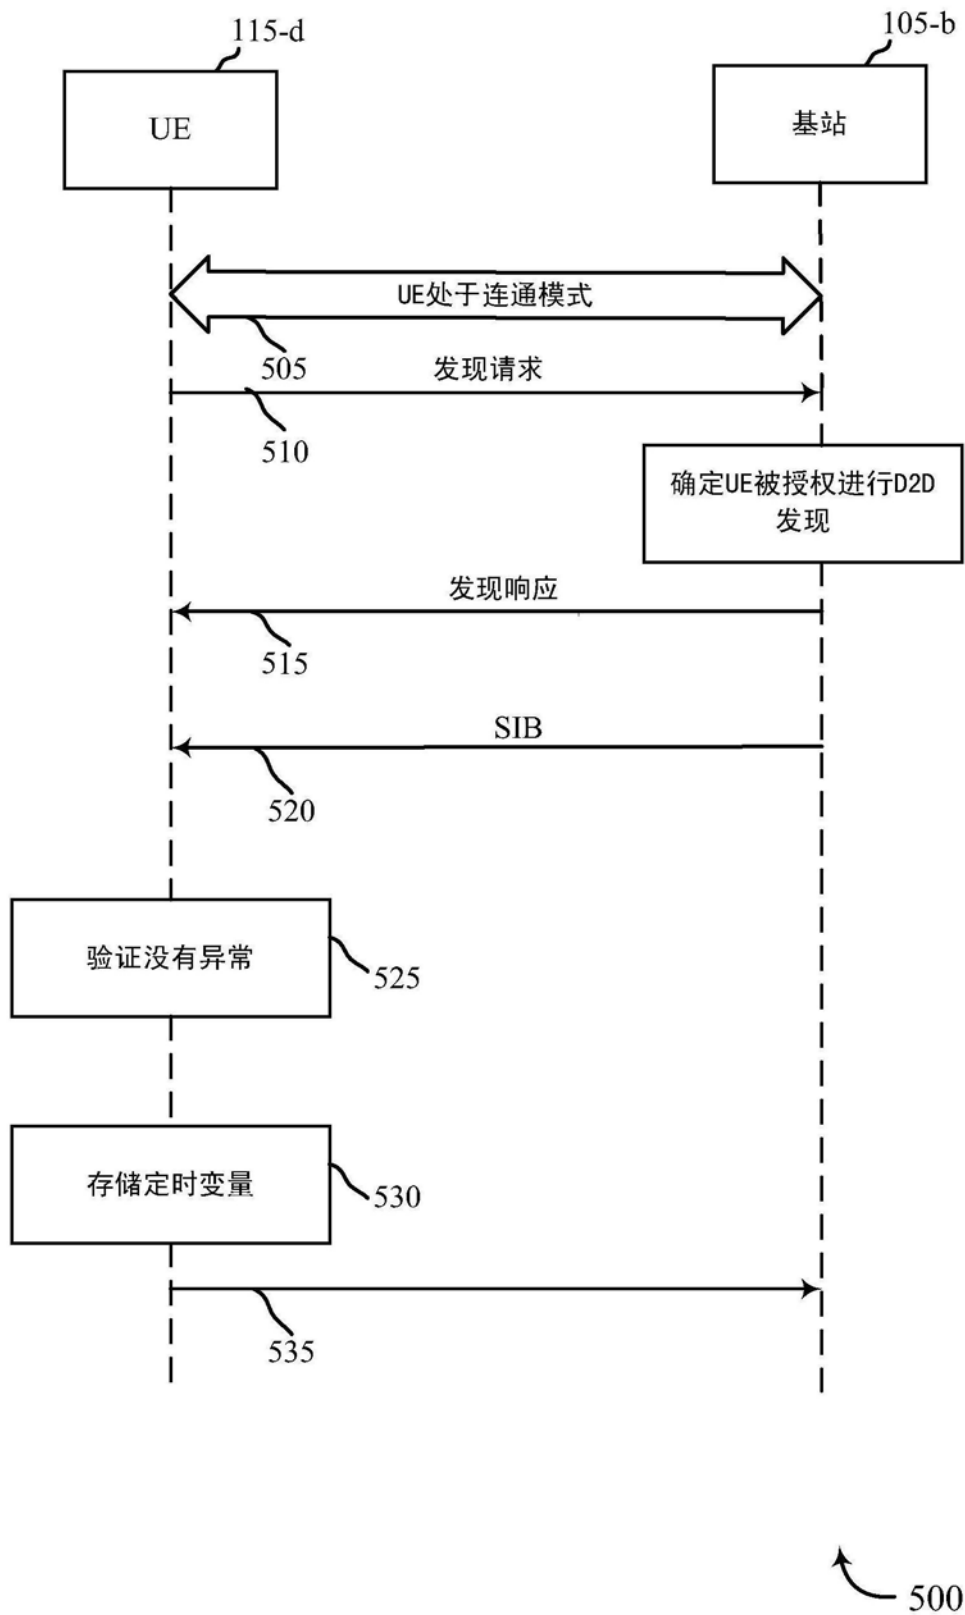 115-d
105-b
UE
基站
UE处于连通模式
505
发现请求
510
确定UE被授权进行D2D
发现
发现响应
515
SIB
520
验证没有异常
525
存储定时变量
530
535
500